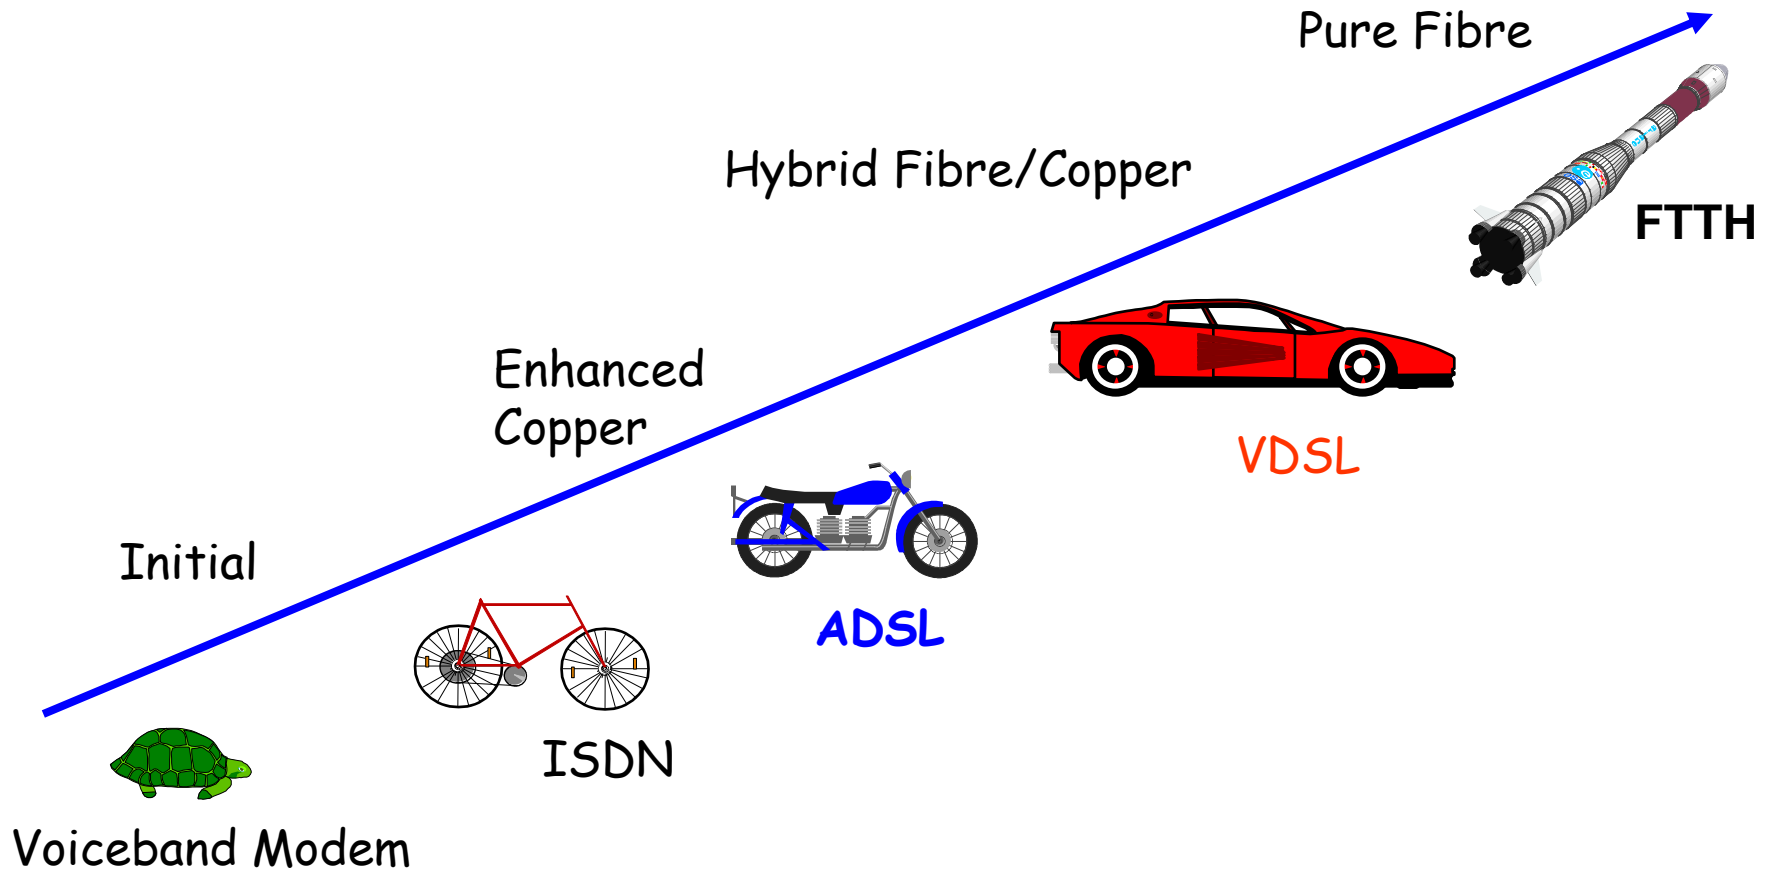 Pure Fibre
Hybrid Fibre/Copper
FTTH
Enhanced
Copper
VDSL
Initial
ADSL
ISDN
Voiceband Modem